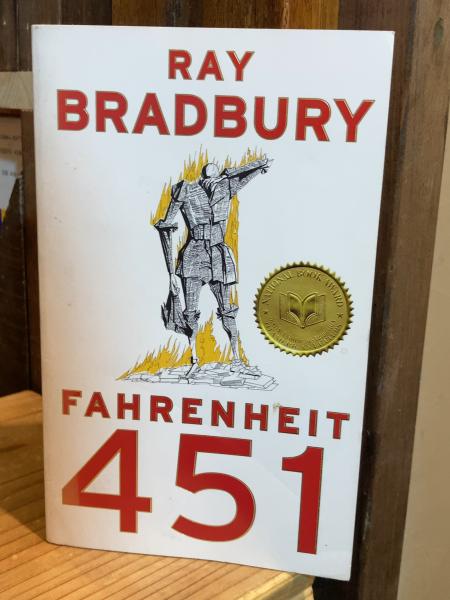 RAY
BRADBURY
NATIONAL BOOK AWARD
FAHRENHEIT
451